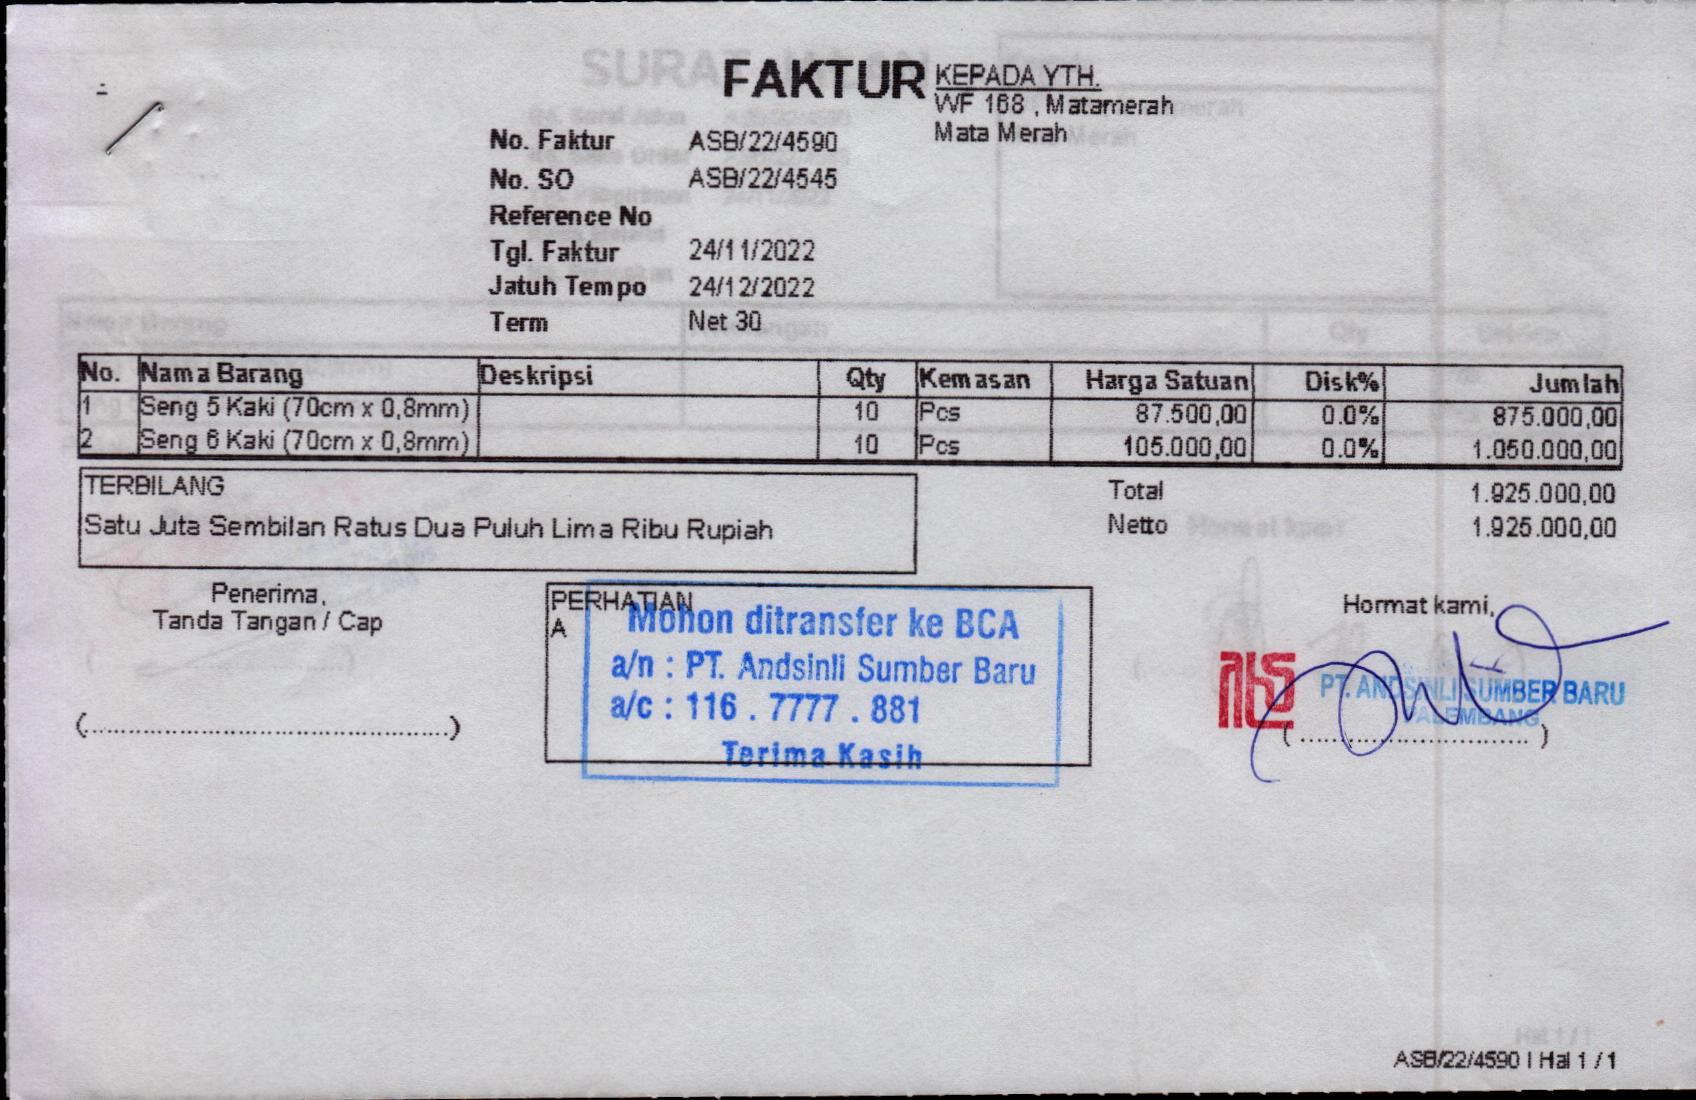 FAKTUR
KEPADA YTH.
WF 168 , Matamerah
Mata Merah
No. Faktur ASB/22/4590
No. SO ASB/22/4545
Reference No
Tgl. Faktur 24/11/2022
Jatuh Tempo 24/12/2022
Term Net 30
No. Nama Barang Deskripsi Qty Kemasan Harga Satuan Disk% Jumlah
1 Seng 5 Kaki (70cm x 0,8mm) 10 Pcs 87.500,00 0.0% 875.000,00
2 Seng 6 Kaki (70cm x 0,8mm) 10 Pcs 105.000,00 0.0% 1.050.000,00
TERBILANG
Satu Juta Sembilan Ratus Dua Puluh Lima Ribu Rupiah
Total 1.925.000,00
Netto 1.925.000,00
Penerima,
Tanda Tangan / Cap
(................................................)
PERHATIAN
A
Mohon ditransfer ke BCA
a/n : PT. Andsinli Sumber Baru
a/c : 116 . 7777 . 881
Terima Kasih
Hormat kami,
PT. ANDSINLI SUMBER BARU
PALEMBANG
( .............................. )
ASB/22/4590 | Hal 1 / 1